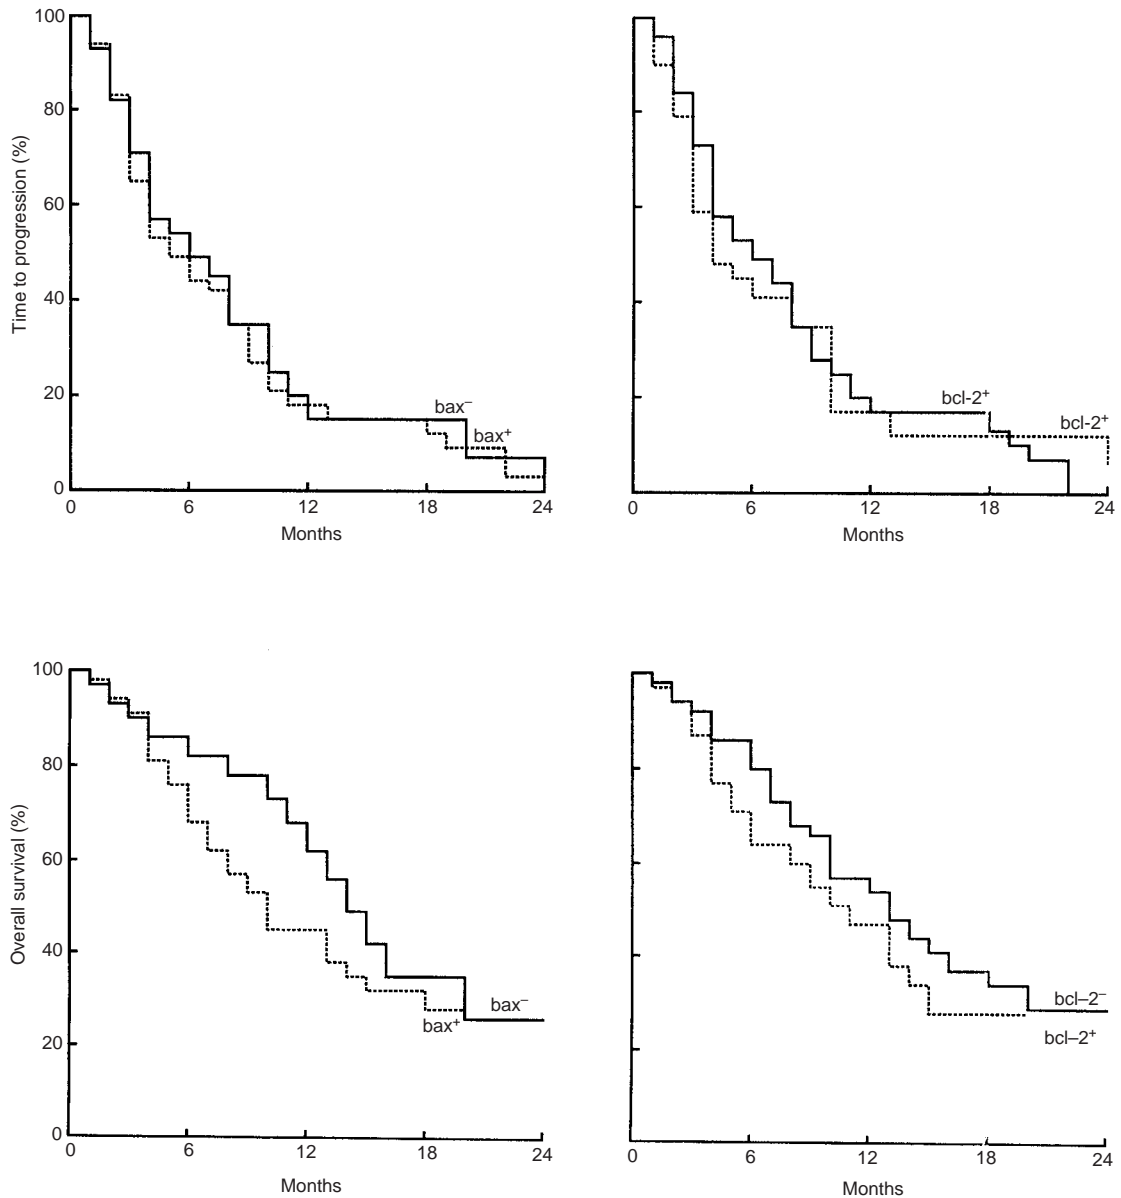 100
80
60
40
20
0
Time to progression (%)
bax⁻
bax⁺
0 6 12 18 24
Months
bcl-2⁺
bcl-2⁺
0 6 12 18 24
Months
100
80
60
40
20
0
Overall survival (%)
bax⁻
bax⁺
0 6 12 18 24
Months
bcl–2⁻
bcl–2⁺
0 6 12 18 24
Months